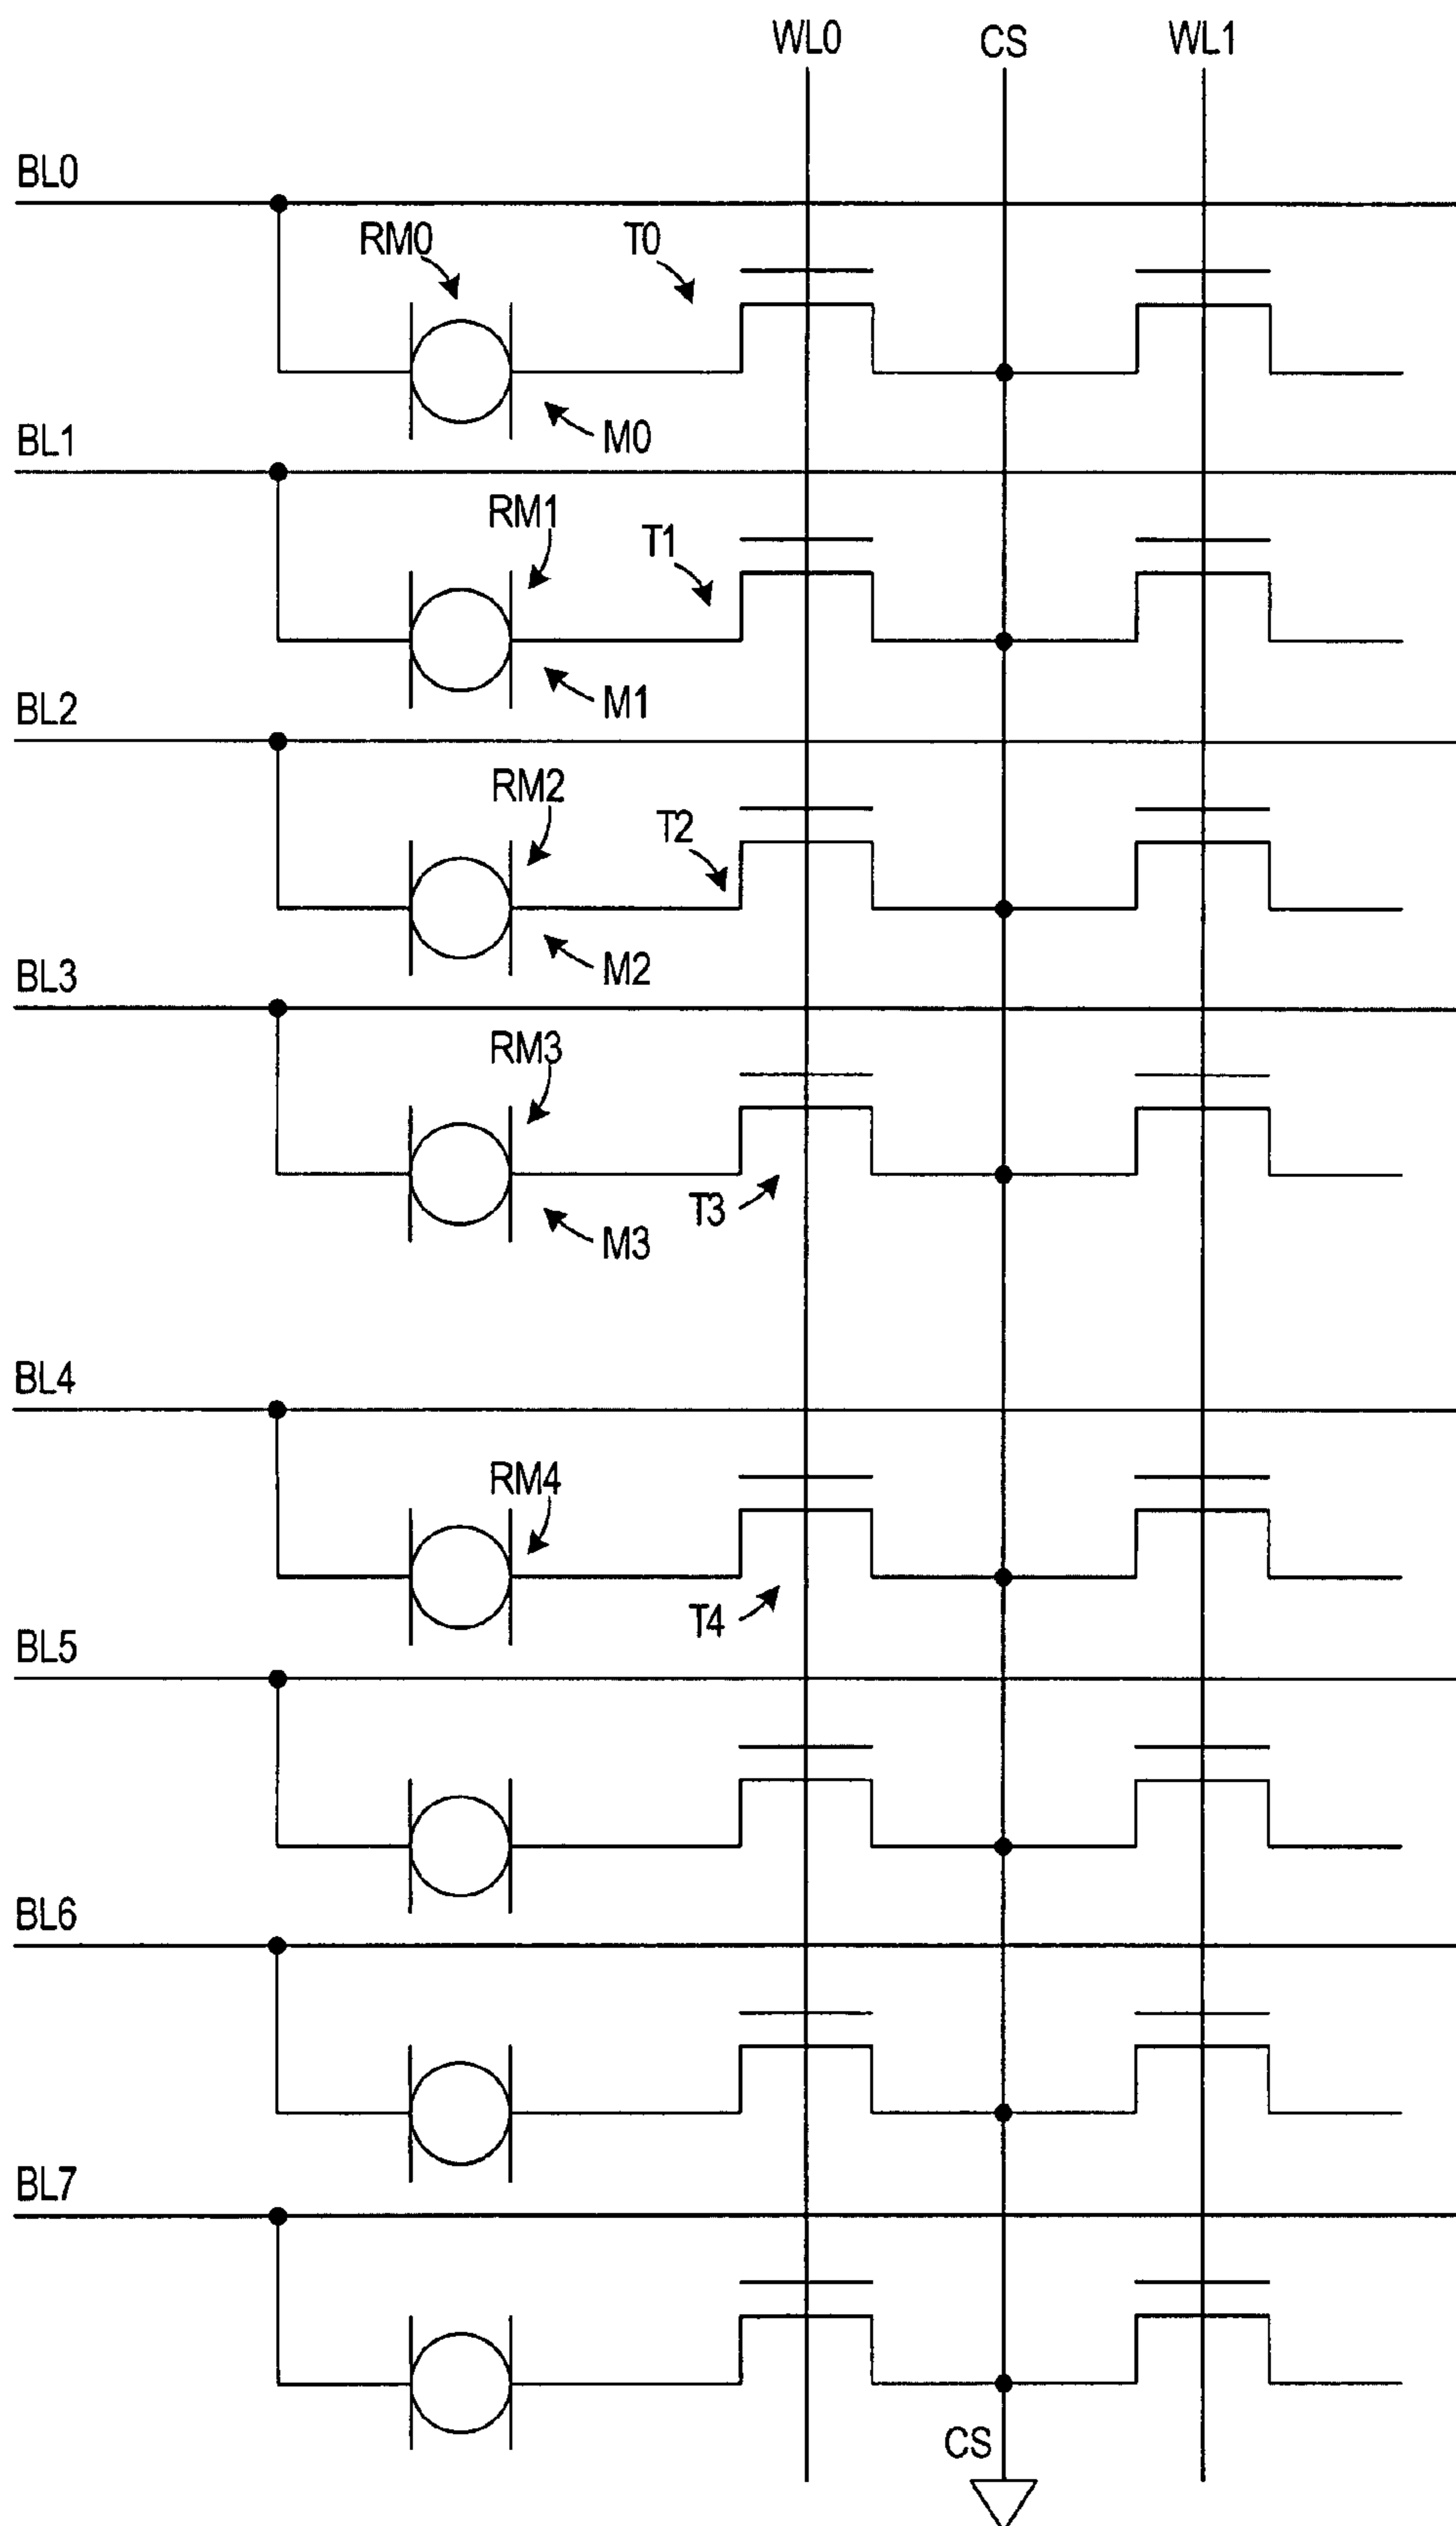 WL0 CS WL1
BL0
RM0 T0
M0
BL1
RM1 T1
M1
BL2
RM2 T2
M2
BL3
RM3
T3
M3
BL4
RM4
T4
BL5
BL6
BL7
CS